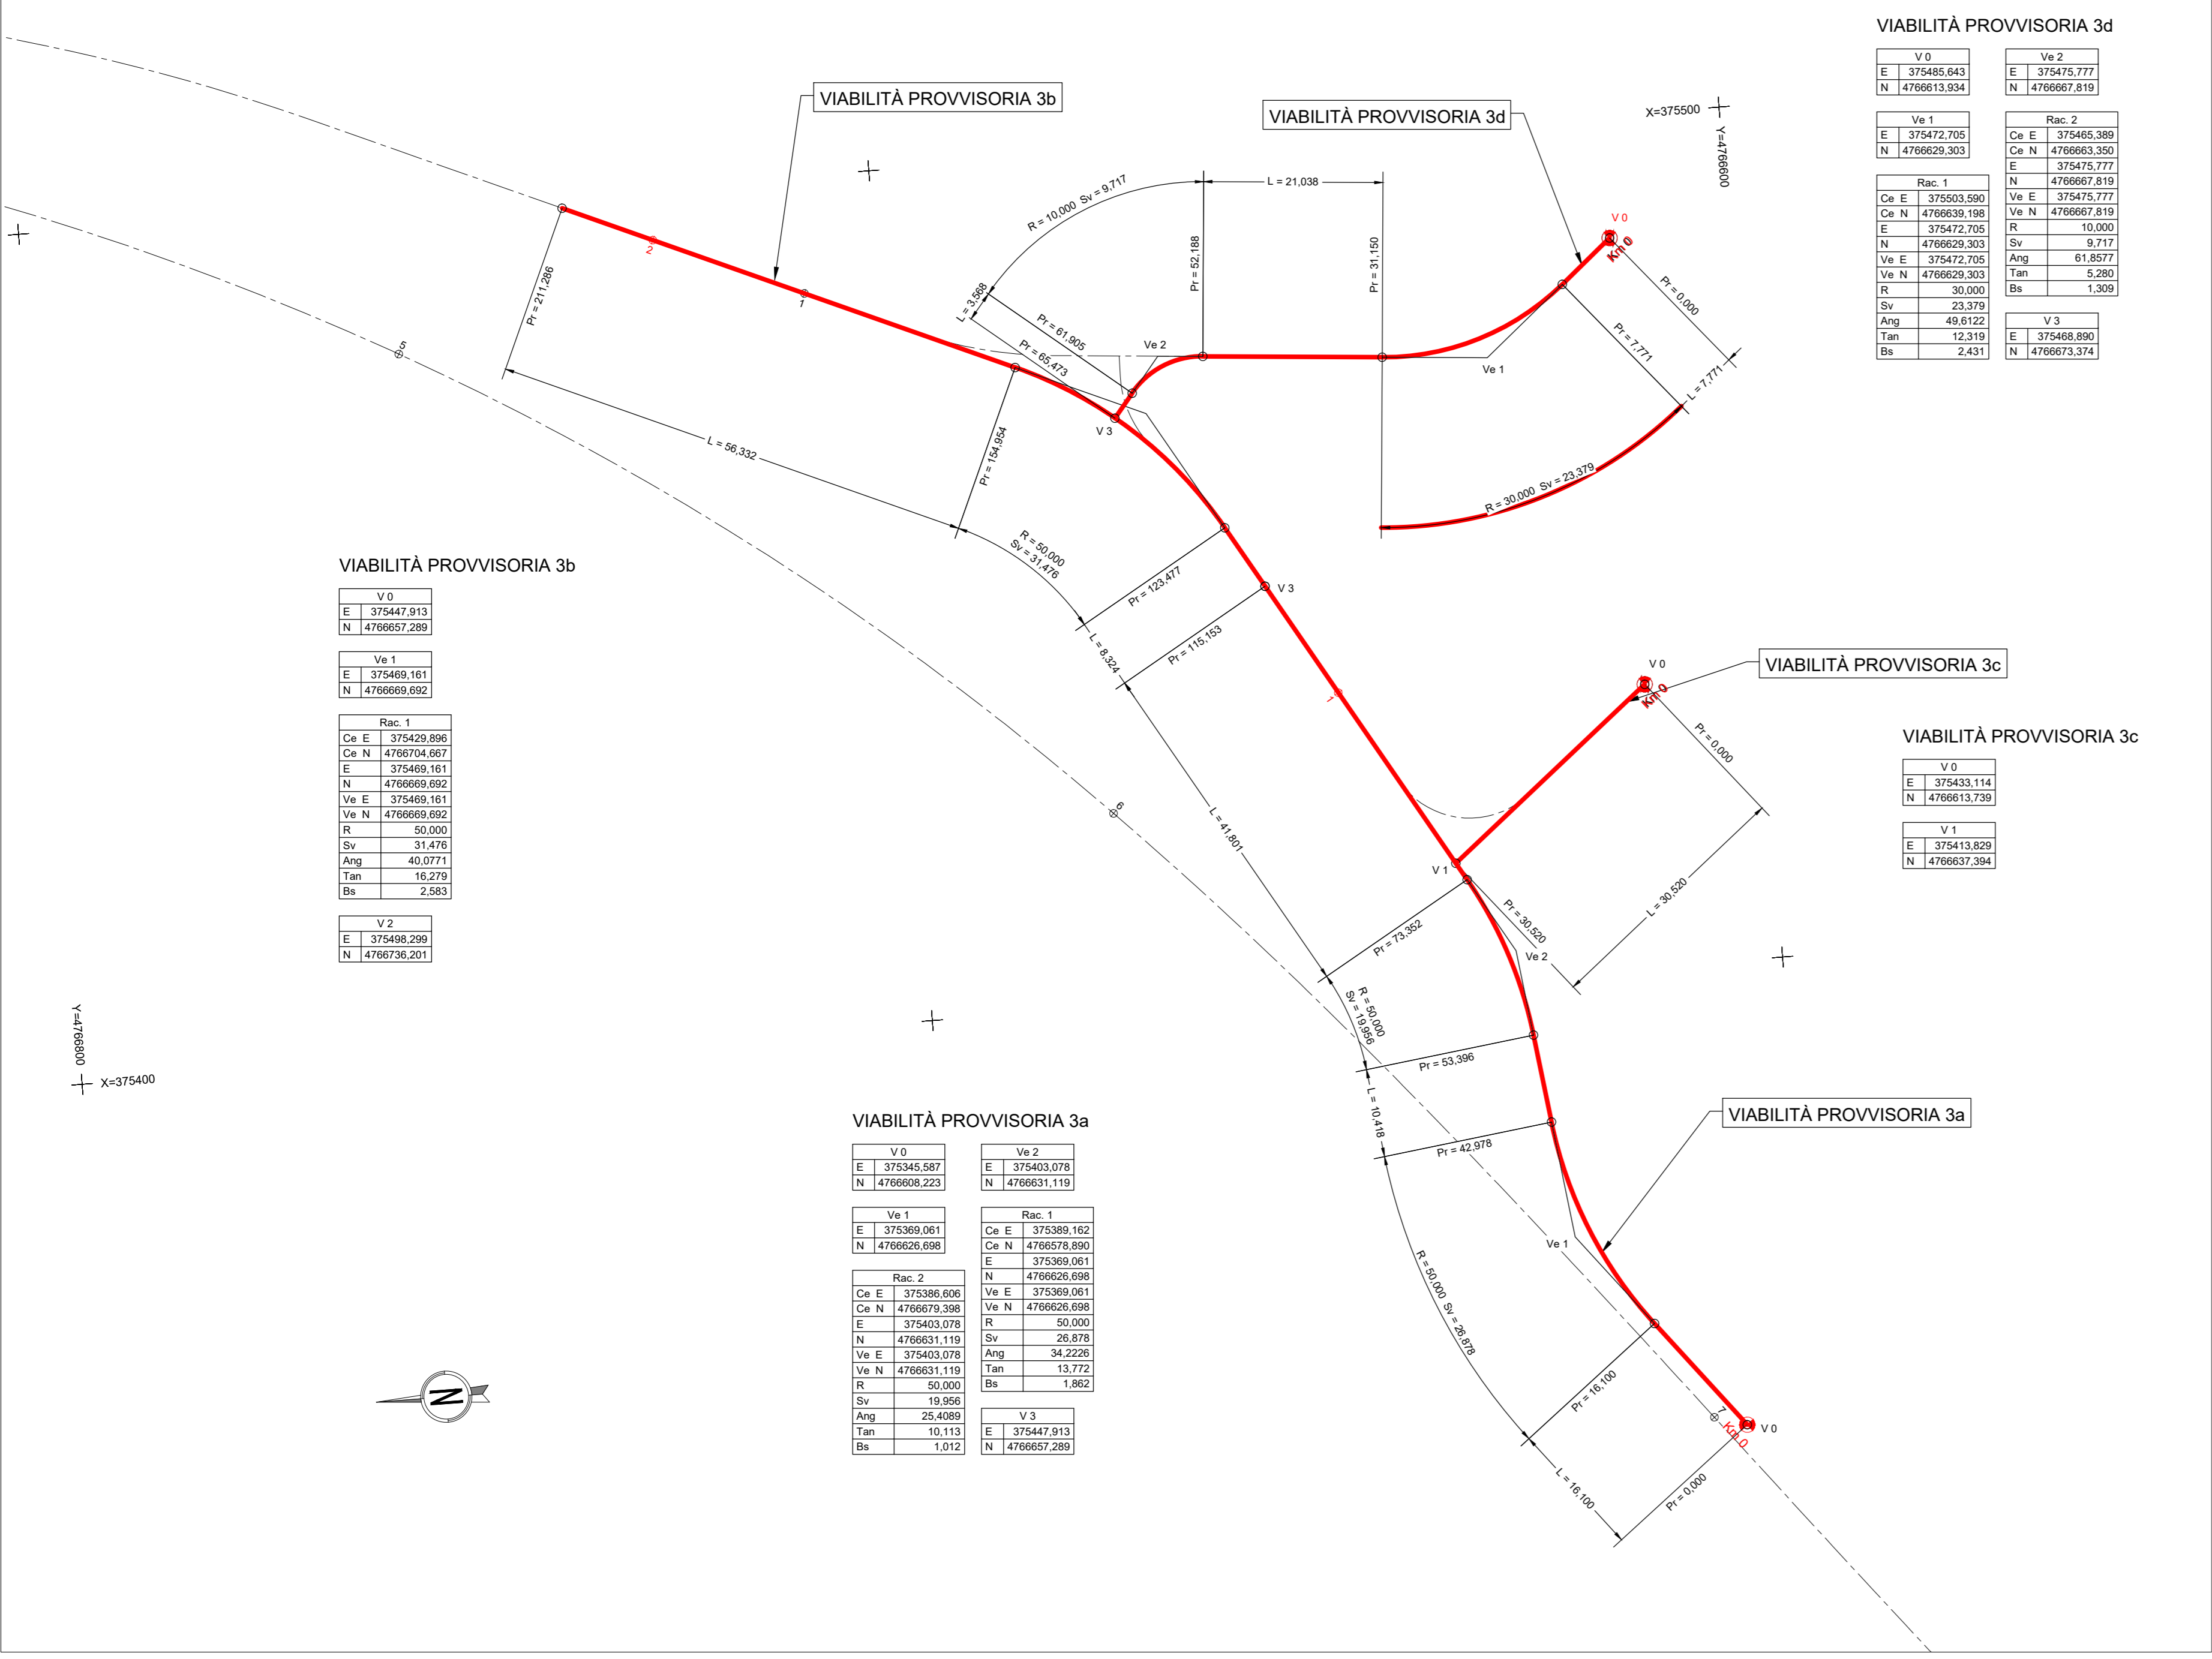 VIABILITÀ PROVVISORIA 3d
V 0
E 375485,643
N 4766613,934
Ve 1
E 375472,705
N 4766629,303
Rac. 1
Ce E 375503,590
Ce N 4766639,198
E 375472,705
N 4766629,303
Ve E 375472,705
Ve N 4766629,303
R 30,000
Sv 23,379
Ang 49,6122
Tan 12,319
Bs 2,431
Ve 2
E 375475,777
N 4766667,819
Rac. 2
Ce E 375465,389
Ce N 4766663,350
E 375475,777
N 4766667,819
Ve E 375475,777
Ve N 4766667,819
R 10,000
Sv 9,717
Ang 61,8577
Tan 5,280
Bs 1,309
V 3
E 375468,890
N 4766673,374
VIABILITÀ PROVVISORIA 3b
VIABILITÀ PROVVISORIA 3d
X=375500
Y=4766600
L = 21,038
R = 10,000 Sv = 9,717
Pr = 52,188
Pr = 31,150
V 0
Km 0
Pr = 0,000
Pr = 7,771
L = 7,771
R = 30,000 Sv = 23,379
Ve 1
Ve 2
L = 3,568
Pr = 61,905
Pr = 65,473
V 3
2
1
Pr = 211,286
5
L = 56,332
Pr = 154,954
R = 50,000
Sv = 31,476
Pr = 123,477
V 3
L = 8,324
Pr = 115,153
1
VIABILITÀ PROVVISORIA 3b
V 0
E 375447,913
N 4766657,289
Ve 1
E 375469,161
N 4766669,692
Rac. 1
Ce E 375429,896
Ce N 4766704,667
E 375469,161
N 4766669,692
Ve E 375469,161
Ve N 4766669,692
R 50,000
Sv 31,476
Ang 40,0771
Tan 16,279
Bs 2,583
V 2
E 375498,299
N 4766736,201
V 0
Km 0
VIABILITÀ PROVVISORIA 3c
Pr = 0,000
VIABILITÀ PROVVISORIA 3c
V 0
E 375433,114
N 4766613,739
V 1
E 375413,829
N 4766637,394
6
L = 41,801
V 1
L = 30,520
Pr = 30,520
Pr = 73,352
Ve 2
R = 50,000
Sv = 19,956
Pr = 53,396
L = 10,418
Pr = 42,978
Y=4766800
X=375400
VIABILITÀ PROVVISORIA 3a
VIABILITÀ PROVVISORIA 3a
V 0
E 375345,587
N 4766608,223
Ve 1
E 375369,061
N 4766626,698
Rac. 2
Ce E 375386,606
Ce N 4766679,398
E 375403,078
N 4766631,119
Ve E 375403,078
Ve N 4766631,119
R 50,000
Sv 19,956
Ang 25,4089
Tan 10,113
Bs 1,012
Ve 2
E 375403,078
N 4766631,119
Rac. 1
Ce E 375389,162
Ce N 4766578,890
E 375369,061
N 4766626,698
Ve E 375369,061
Ve N 4766626,698
R 50,000
Sv 26,878
Ang 34,2226
Tan 13,772
Bs 1,862
V 3
E 375447,913
N 4766657,289
Ve 1
R = 50,000 Sv = 26,878
Pr = 16,100
7
Km 0
V 0
L = 16,100
Pr = 0,000
N